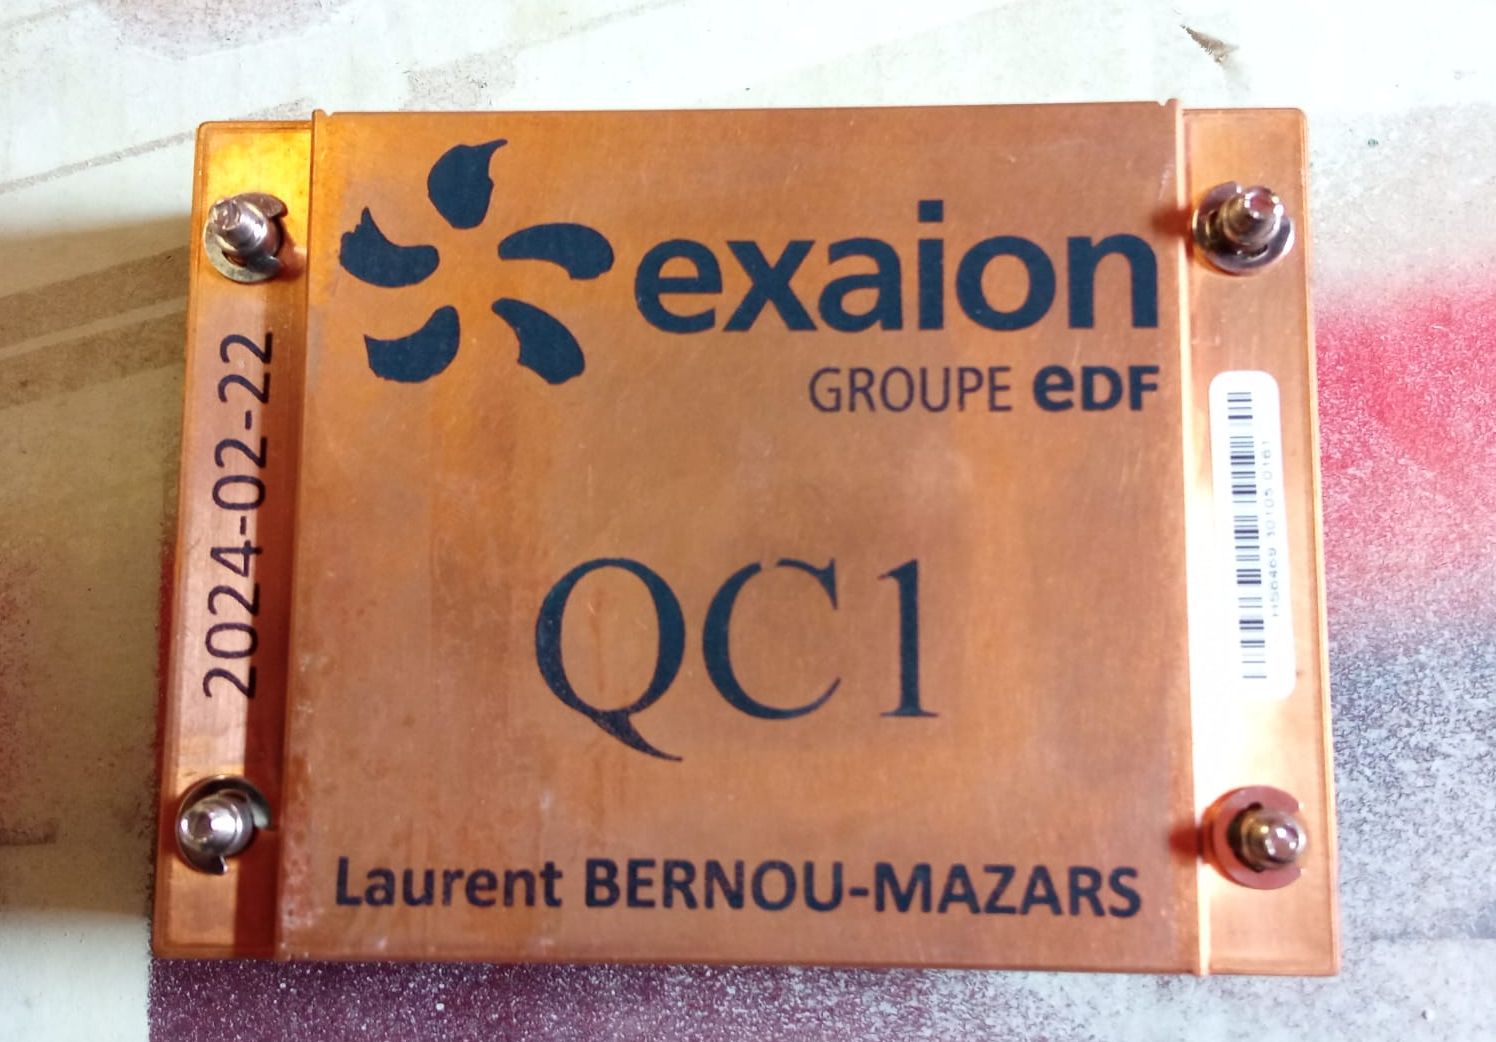 2024-02-22
exaion
GROUPE eDF
QC1
Laurent BERNOU-MAZARS